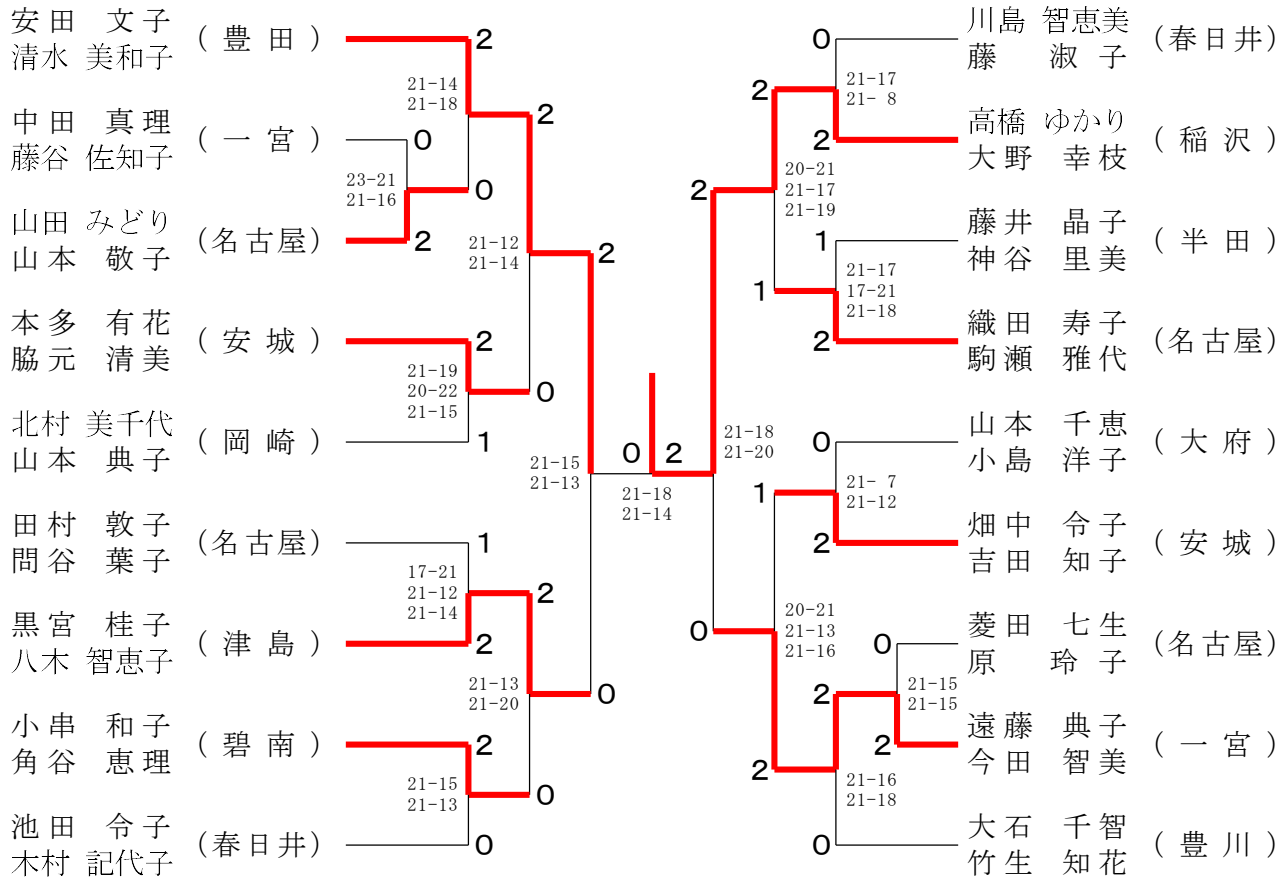 安田 文子
清水 美和子
(豊田)
2
21-14
21-18
2
中田 真理
藤谷 佐知子
(一宮)
0
23-21
21-16
0
山田 みどり
山本 敬子
(名古屋)
2
21-12
21-14
2
本多 有花
脇元 清美
(安城)
2
21-19
20-22
21-15
0
北村 美千代
山本 典子
(岡崎)
1
21-15
21-13
田村 敦子
問谷 葉子
(名古屋)
1
17-21
21-12
21-14
2
黒宮 桂子
八木 智恵子
(津島)
2
21-13
21-20
0
小串 和子
角谷 恵理
(碧南)
2
21-15
21-13
0
池田 令子
木村 記代子
(春日井)
0
0 2
21-18
21-14
川島 智恵美
藤 淑子
(春日井)
0
21-17
21- 8
2
高橋 ゆかり
大野 幸枝
(稲沢)
2
20-21
21-17
21-19
2
藤井 晶子
神谷 里美
(半田)
1
21-17
17-21
21-18
1
織田 寿子
駒瀬 雅代
(名古屋)
2
21-18
21-20
山本 千恵
小島 洋子
(大府)
0
21- 7
21-12
1
畑中 令子
吉田 知子
(安城)
2
20-21
21-13
21-16
0
菱田 七生
原 玲子
(名古屋)
0
21-15
21-15
2
遠藤 典子
今田 智美
(一宮)
2
21-16
21-18
2
大石 千智
竹生 知花
(豊川)
0